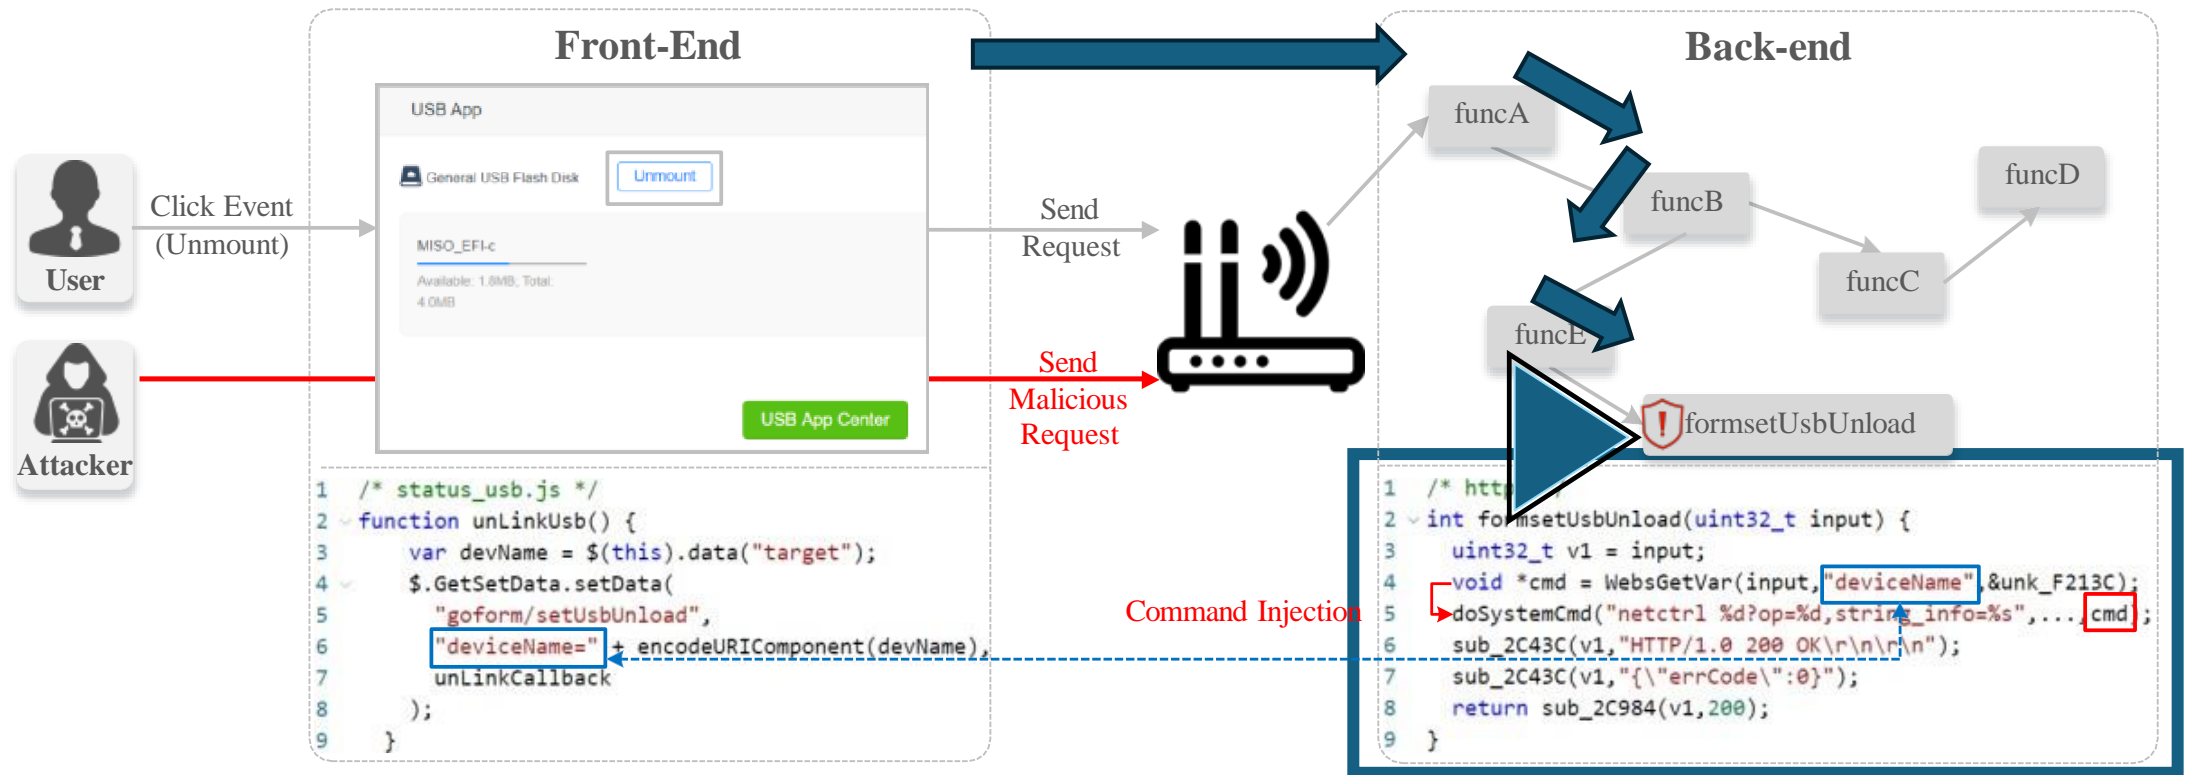 Front-End
USB App
General USB Flash Disk
Unmount
MISO_EFI-c
Available: 1.8MB, Total:
4.0MB
USB App Center
User
Click Event
(Unmount)
Attacker
Send
Request
Send
Malicious
Request
1 /* status_usb.js */
2 function unLinkUsb() {
3 var devName = $(this).data("target");
4 $.GetSetData.setData(
5 "goform/setUsbUnload",
6 "deviceName=" + encodeURIComponent(devName),
7 unLinkCallback
8 );
9 }
Command Injection
Back-end
funcA
funcB
funcD
funcC
funcE
formsetUsbUnload
1 /* http
2 int formsetUsbUnload(uint32_t input) {
3 uint32_t v1 = input;
4 void *cmd = WebsGetVar(input,"deviceName",&unk_F213C);
5 doSystemCmd("netctrl %d?op=%d,string_info=%s",...,cmd);
6 sub_2C43C(v1,"HTTP/1.0 200 OK\r\n\r\n");
7 sub_2C43C(v1,"{\"errCode\":0}");
8 return sub_2C984(v1,200);
9 }